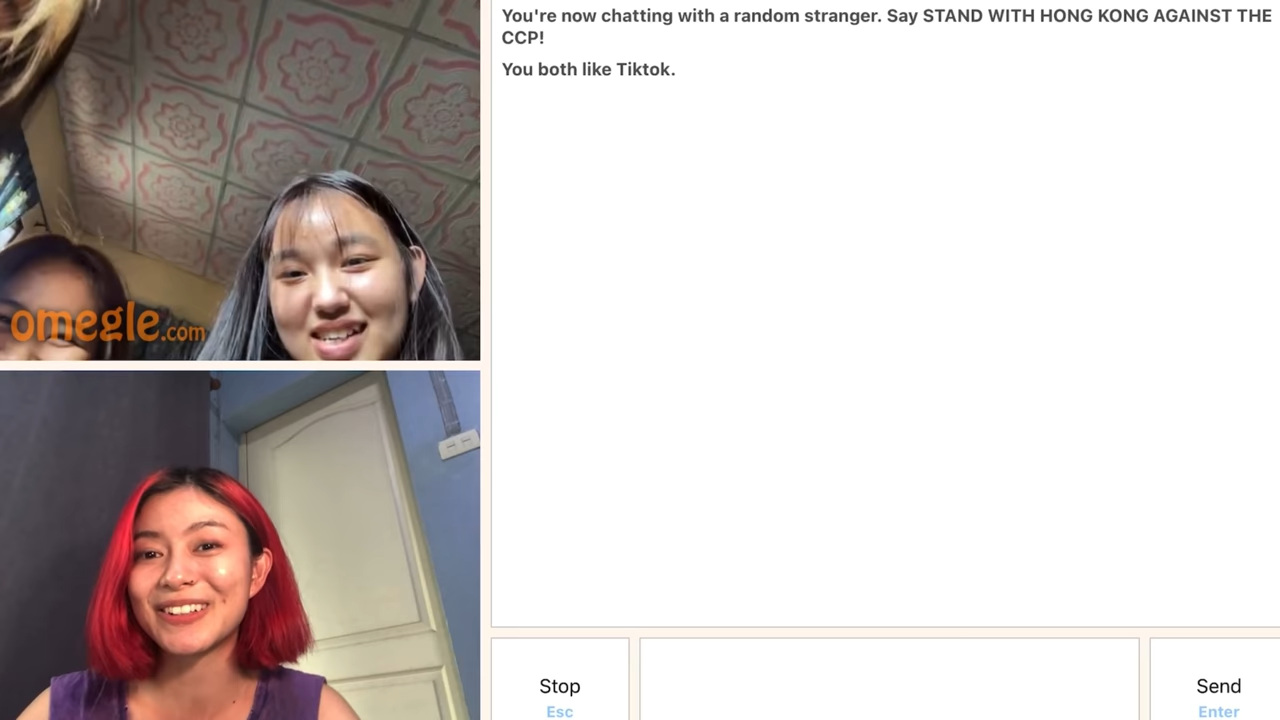 You're now chatting with a random stranger. Say STAND WITH HONG KONG AGAINST THE
CCP!
You both like Tiktok.
omegle.com
Stop
Esc
Send
Enter